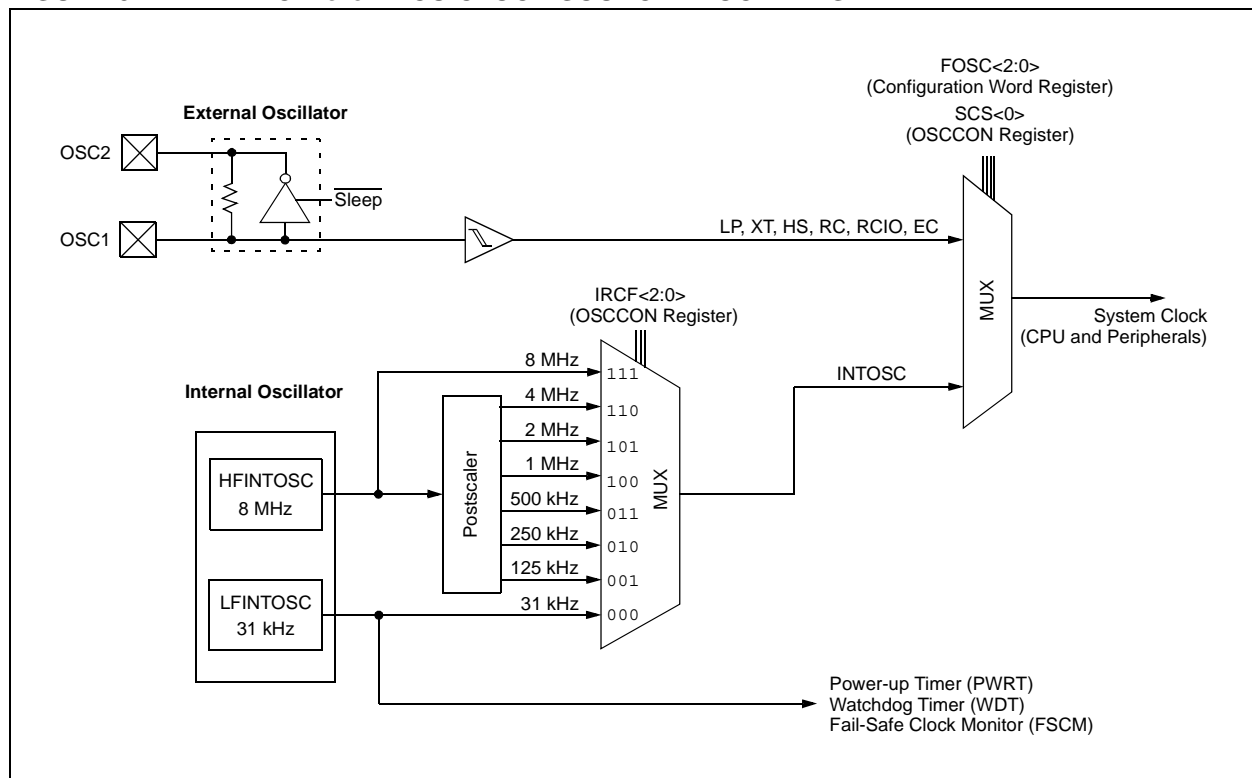 FOSC<2:0>
(Configuration Word Register)
SCS<0>
(OSCCON Register)
External Oscillator
OSC2
Sleep
OSC1
LP, XT, HS, RC, RCIO, EC
MUX
System Clock
(CPU and Peripherals)
IRCF<2:0>
(OSCCON Register)
INTOSC
Internal Oscillator
HFINTOSC
8 MHz
LFINTOSC
31 kHz
Postscaler
8 MHz
4 MHz
2 MHz
1 MHz
500 kHz
250 kHz
125 kHz
31 kHz
111
110
101
100
011
010
001
000
MUX
Power-up Timer (PWRT)
Watchdog Timer (WDT)
Fail-Safe Clock Monitor (FSCM)